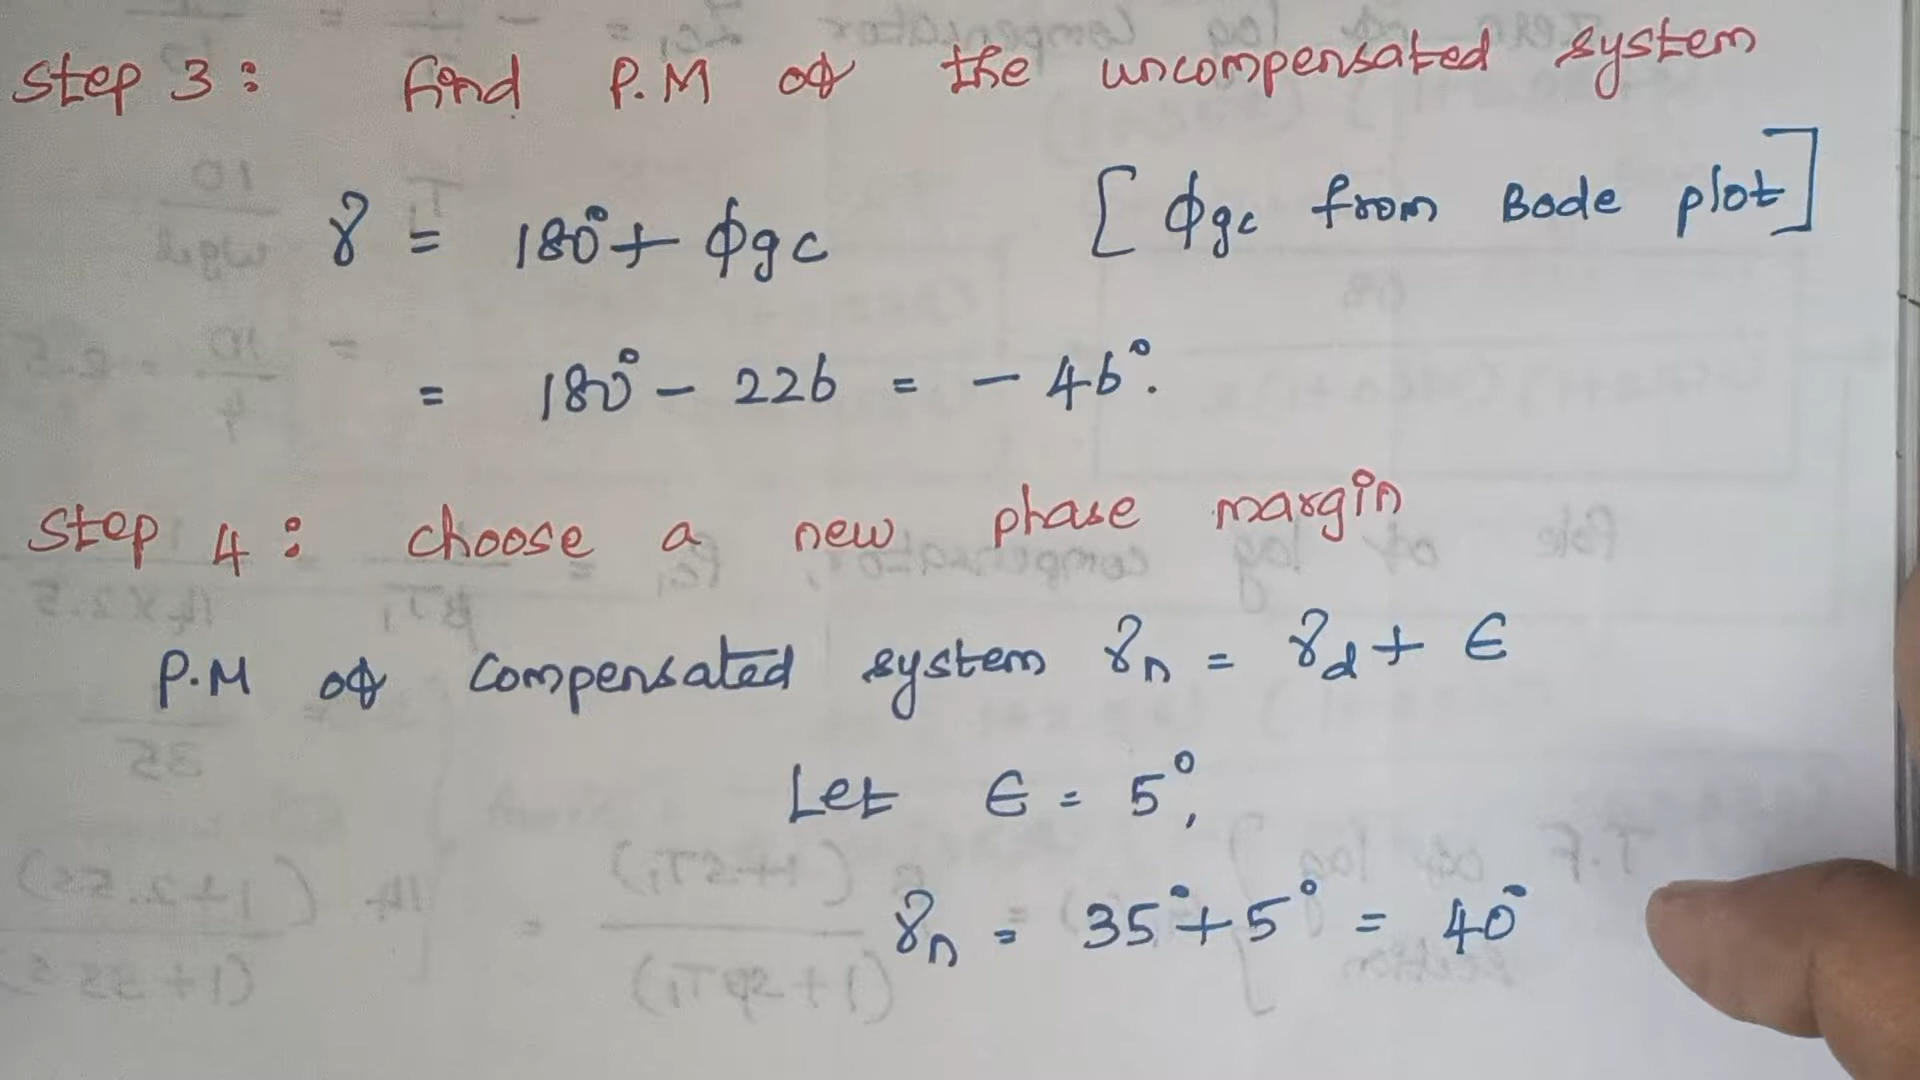 Step 3: find P.M of the uncompensated system
γ = 180° + ϕgc [ϕgc from Bode plot]
= 180° - 226 = - 46°.
Step 4: choose a new phase margin
P.M of compensated system γn = γd + ϵ
Let ϵ = 5°,
γn = 35° + 5° = 40°